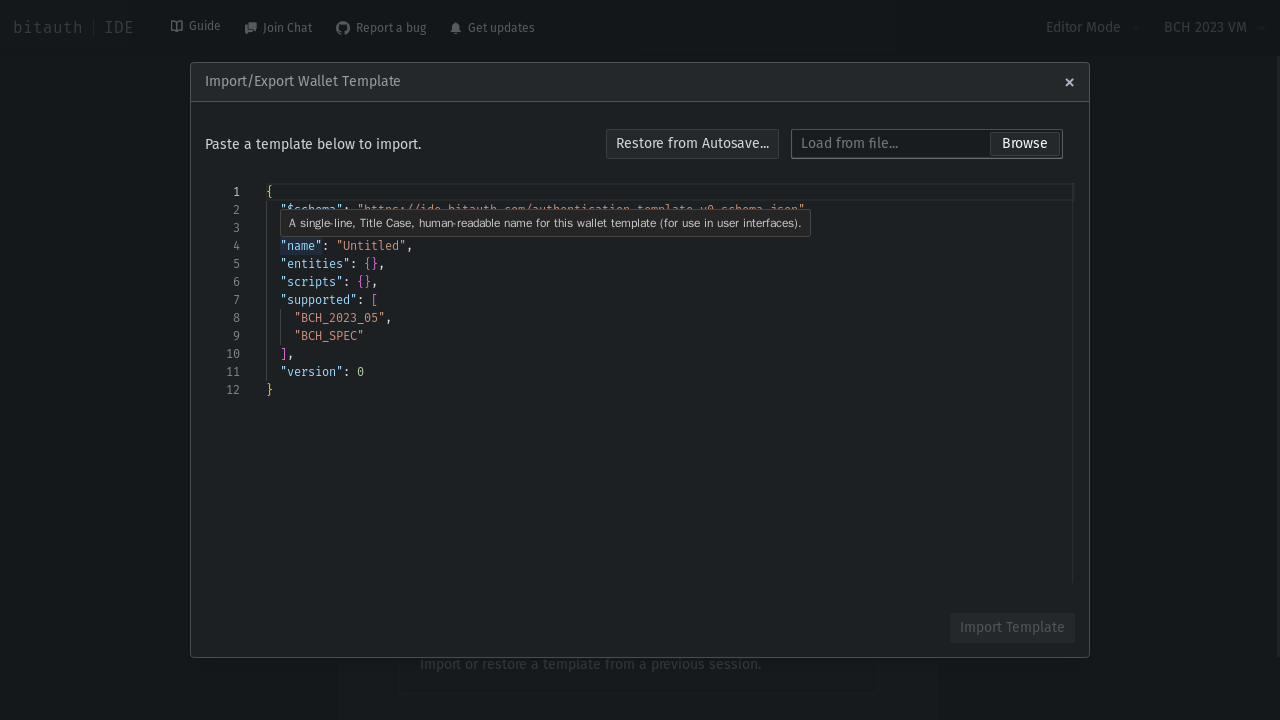 bitauth | IDE
Guide
Join Chat
Report a bug
Get updates
Editor Mode
BCH 2023 VM
Import/Export Wallet Template
×
Paste a template below to import.
Restore from Autosave...
Load from file...
Browse
1 {
2 "$schema": "https://ide.bitauth.com/authentication-template-v0.schema.json",
3
A single-line, Title Case, human-readable name for this wallet template (for use in user interfaces).
4 "name": "Untitled",
5 "entities": {},
6 "scripts": {},
7 "supported": [
8 "BCH_2023_05",
9 "BCH_SPEC"
10 ],
11 "version": 0
12 }
Import Template
Import or restore a template from a previous session.